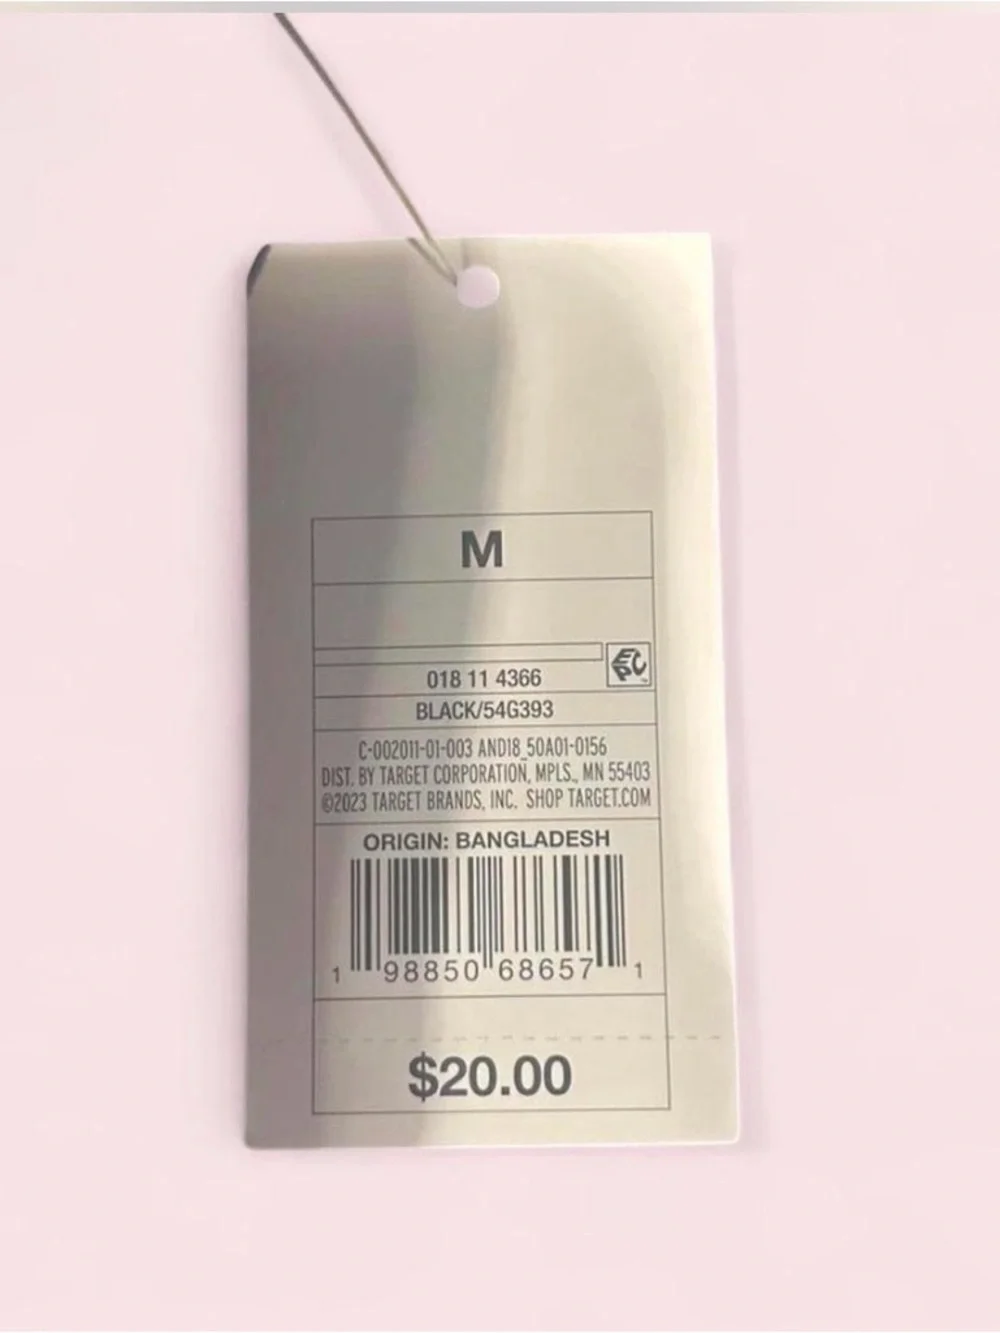 M
EPC
018 11 4366
BLACK/54G393
C-002011-01-003 AND18_50A01-0156
DIST. BY TARGET CORPORATION, MPLS., MN 55403
©2023 TARGET BRANDS, INC. SHOP TARGET.COM
ORIGIN: BANGLADESH
1 98850 68657 1
$20.00